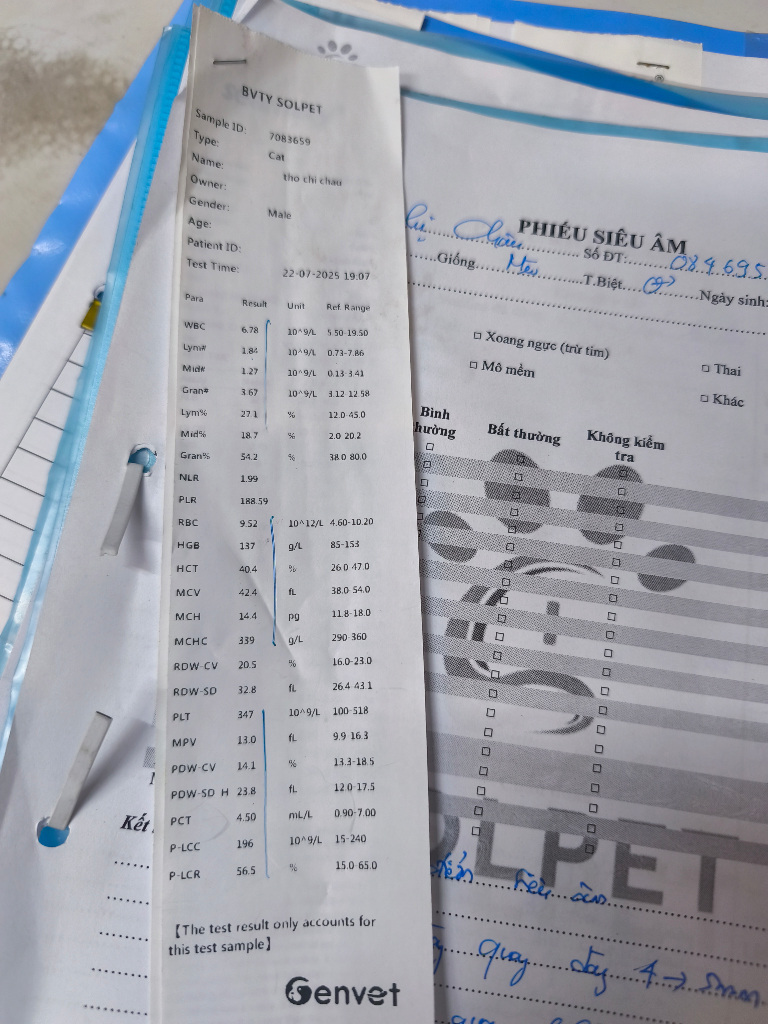 BVTY SOLPET
Sample ID: 7083659
Type: Cat
Name: tho chi chau
Owner:
Gender: Male
Age:
Patient ID:
Test Time: 22-07-2025 19:07
Para Result Unit Ref. Range
WBC 6.78 10^9/L 5.50-19.50
Lym# 1.84 10^9/L 0.73-7.86
Mid# 1.27 10^9/L 0.13-3.41
Gran# 3.67 10^9/L 3.12-12.58
Lym% 27.1 % 12.0-45.0
Mid% 18.7 % 2.0-20.2
Gran% 54.2 % 38.0-80.0
NLR 1.99
PLR 188.59
RBC 9.52 10^12/L 4.60-10.20
HGB 137 g/L 85-153
HCT 40.4 % 26.0-47.0
MCV 42.4 fL 38.0-54.0
MCH 14.4 pg 11.8-18.0
MCHC 339 g/L 290-360
RDW-CV 20.5 % 16.0-23.0
RDW-SD 32.8 fL 26.4-43.1
PLT 347 10^9/L 100-518
MPV 13.0 fL 9.9-16.3
PDW-CV 14.1 % 13.3-18.5
PDW-SD H 23.8 fL 12.0-17.5
PCT 4.50 mL/L 0.90-7.00
P-LCC 196 10^9/L 15-240
P-LCR 56.5 % 15.0-65.0
【The test result only accounts for
this test sample】
Genvet
PHIẾU SIÊU ÂM
Số ĐT: 084695
Giống Mèo T.Biệt Ngày sinh:
□ Xoang ngực (trừ tim) □ Thai
□ Mô mềm □ Khác
Bình Bất thường Không kiểm
thường tra
SOLPET
Kết
siêu âm
quay dây 4 →